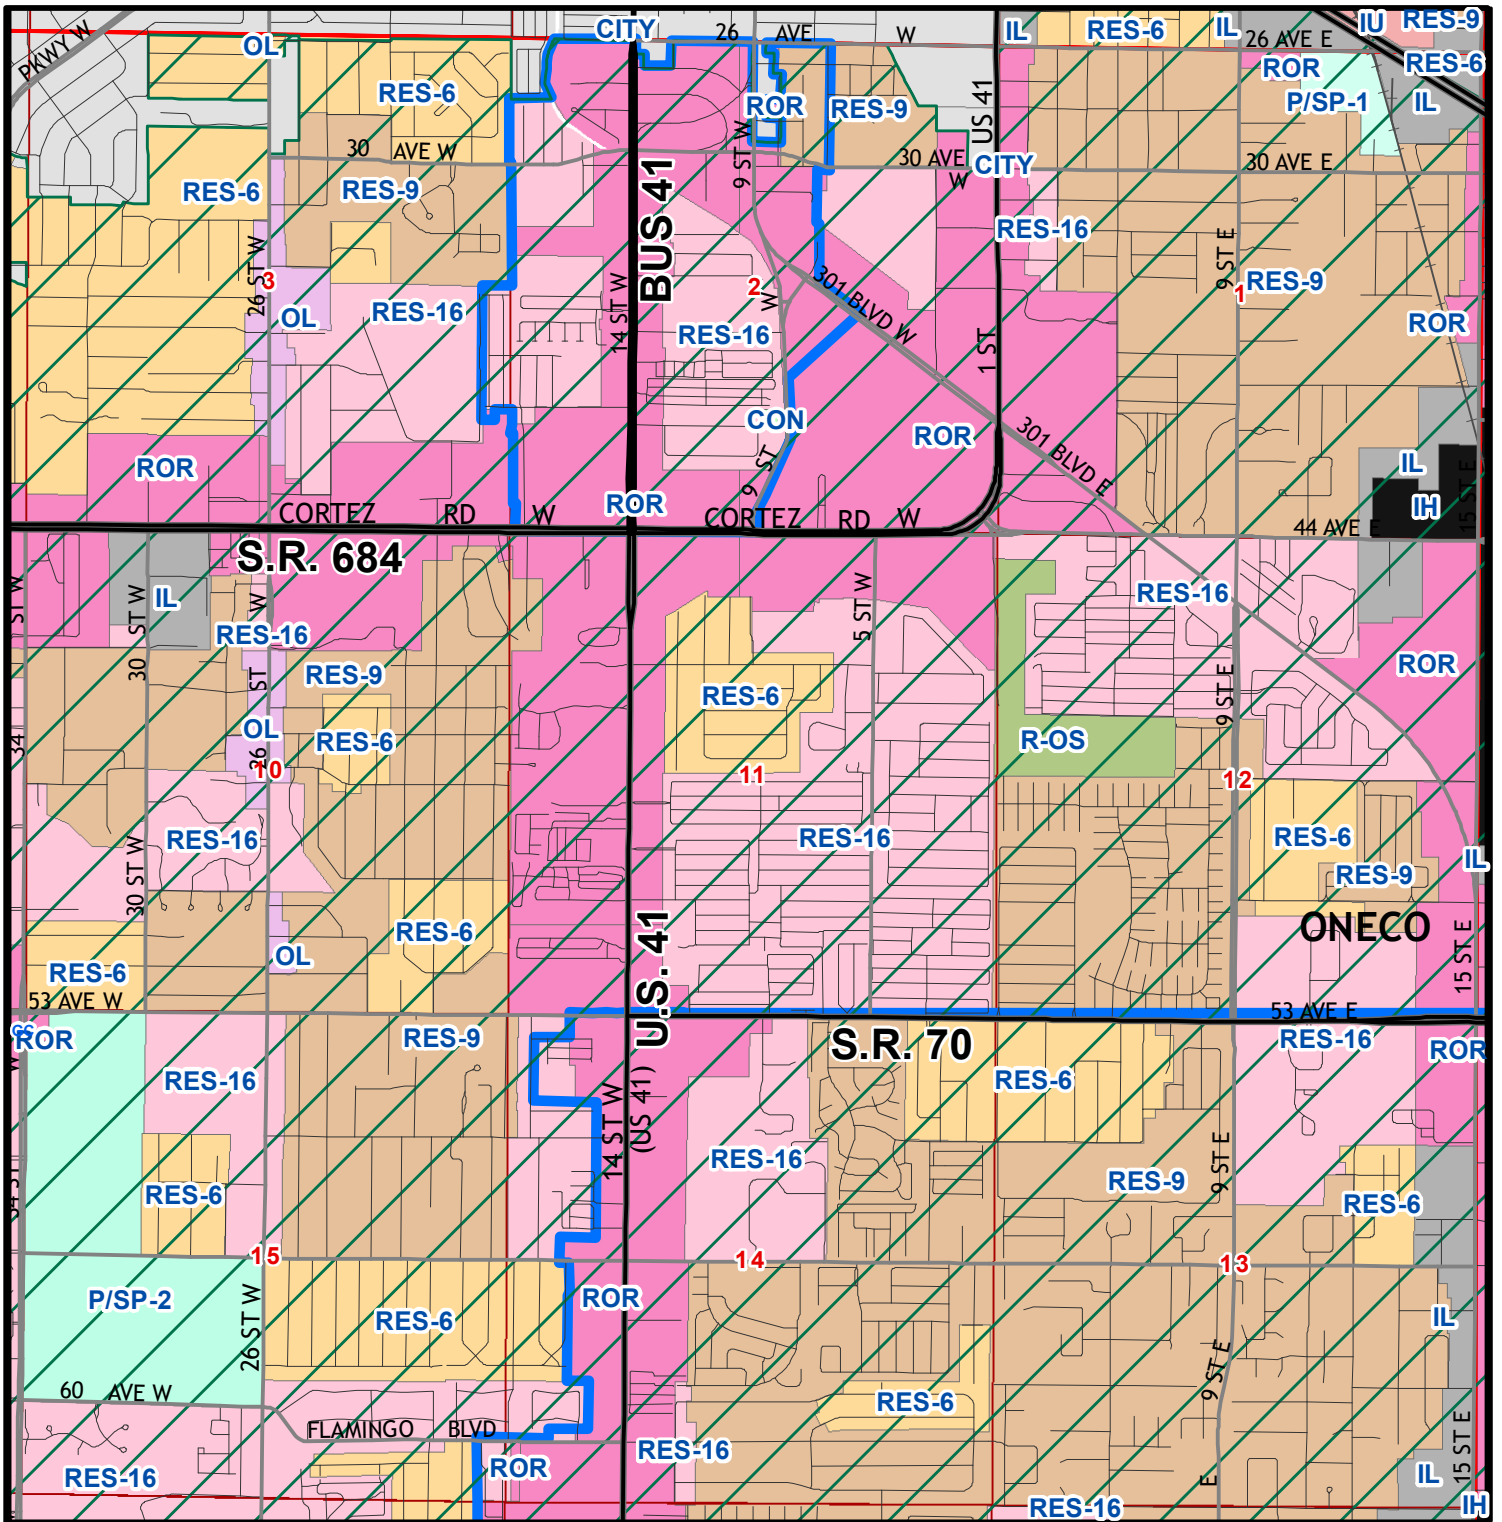 CITY
26 AVE W
IL
RES-6
IL
IU
RES-9
PKWY W
OL
26 AVE E
ROR
RES-6
RES-6
ROR
RES-9
P/SP-1
IL
US 41
30 AVE W
9 ST W
30 AVE W
CITY
30 AVE E
RES-6
RES-9
BUS 41
RES-16
9 ST E
26 ST W
3
2
1
RES-9
OL
RES-16
14 ST W
W
301 BLVD W
RES-16
ROR
1 ST
CON
ROR
301 BLVD E
ROR
9 ST
IL
15 ST E
ROR
IH
CORTEZ RD W
CORTEZ RD W
44 AVE E
S.R. 684
ST W
30 ST W
IL
W
RES-16
5 ST W
RES-16
RES-9
ST
ROR
RES-6
9 ST E
34
OL
RES-6
R-OS
26
10
11
12
RES-16
30 ST W
RES-16
RES-6
IL
RES-9
RES-6
ONECO
OL
U.S. 41
15 ST E
RES-6
53 AVE W
53 AVE E
ROR
RES-9
S.R. 70
RES-16
ROR
W
RES-16
RES-6
14 ST W
(US 41)
RES-16
9 ST E
RES-9
RES-6
RES-6
15
14
13
P/SP-2
ROR
RES-6
IL
26 ST W
9 ST E
60 AVE W
RES-6
FLAMINGO BLVD
RES-16
15 ST E
RES-16
ROR
IL
E
RES-16
IH